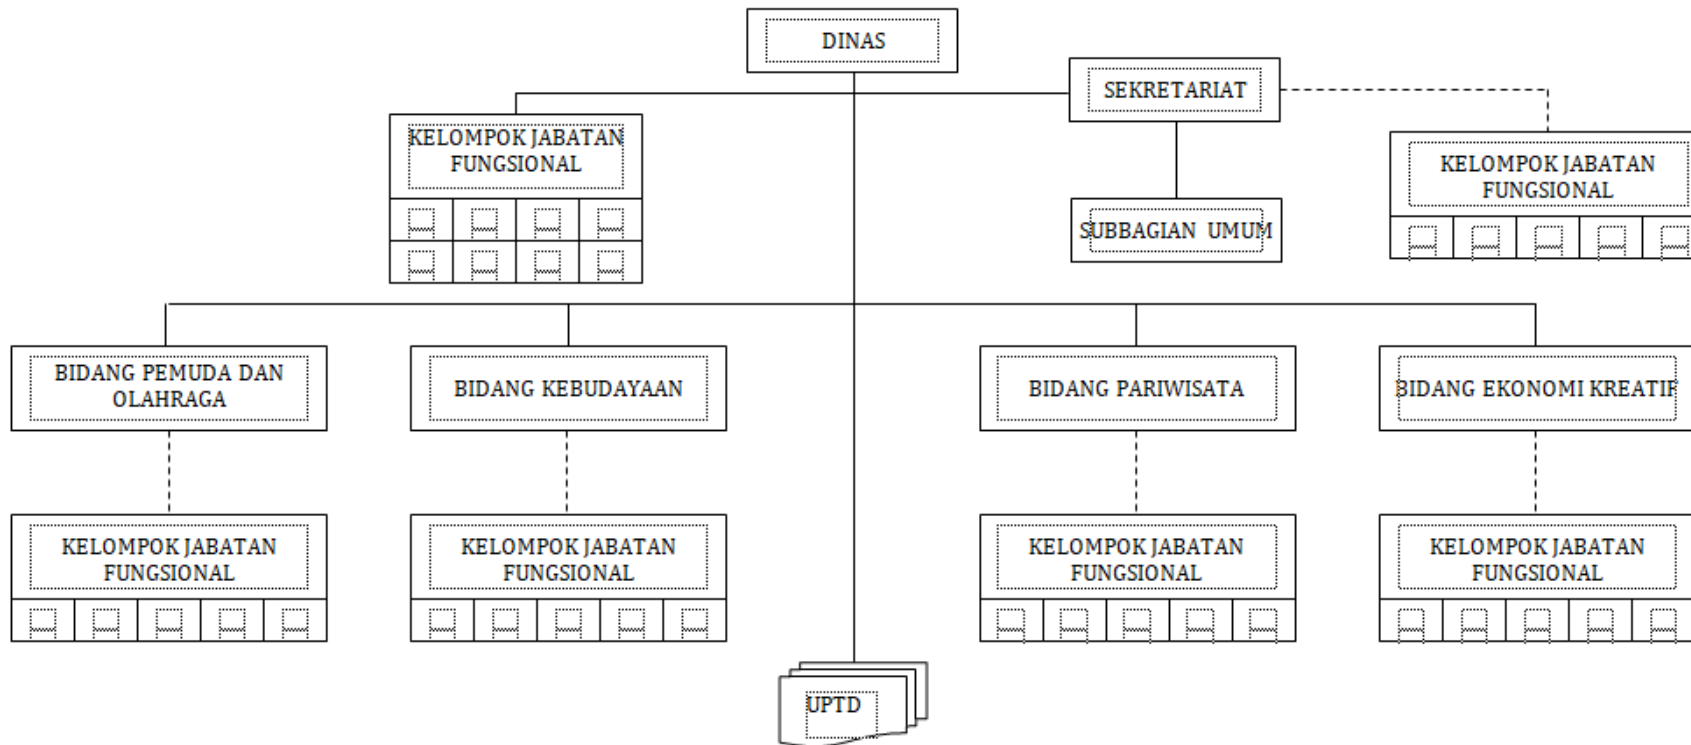 DINAS
SEKRETARIAT
KELOMPOK JABATAN
FUNGSIONAL
KELOMPOK JABATAN
FUNGSIONAL
SUBBAGIAN UMUM
BIDANG PEMUDA DAN
OLAHRAGA
BIDANG KEBUDAYAAN
BIDANG PARIWISATA
BIDANG EKONOMI KREATIF
KELOMPOK JABATAN
FUNGSIONAL
KELOMPOK JABATAN
FUNGSIONAL
KELOMPOK JABATAN
FUNGSIONAL
KELOMPOK JABATAN
FUNGSIONAL
UPTD